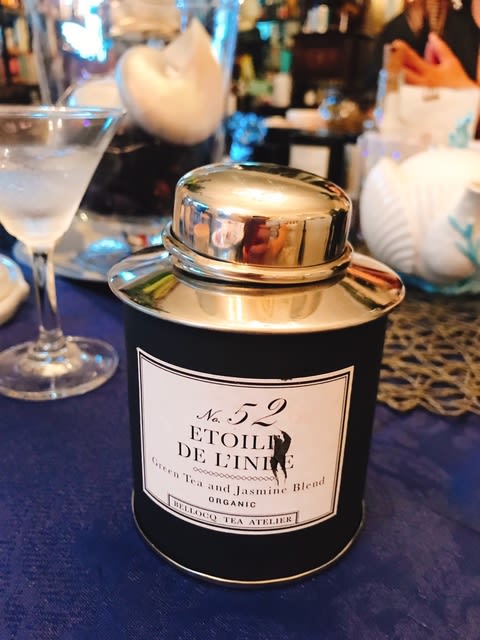 No. 52
ETOILE
DE L'INDE
Green Tea and Jasmine Blend
ORGANIC
BELLOCQ TEA ATELIER